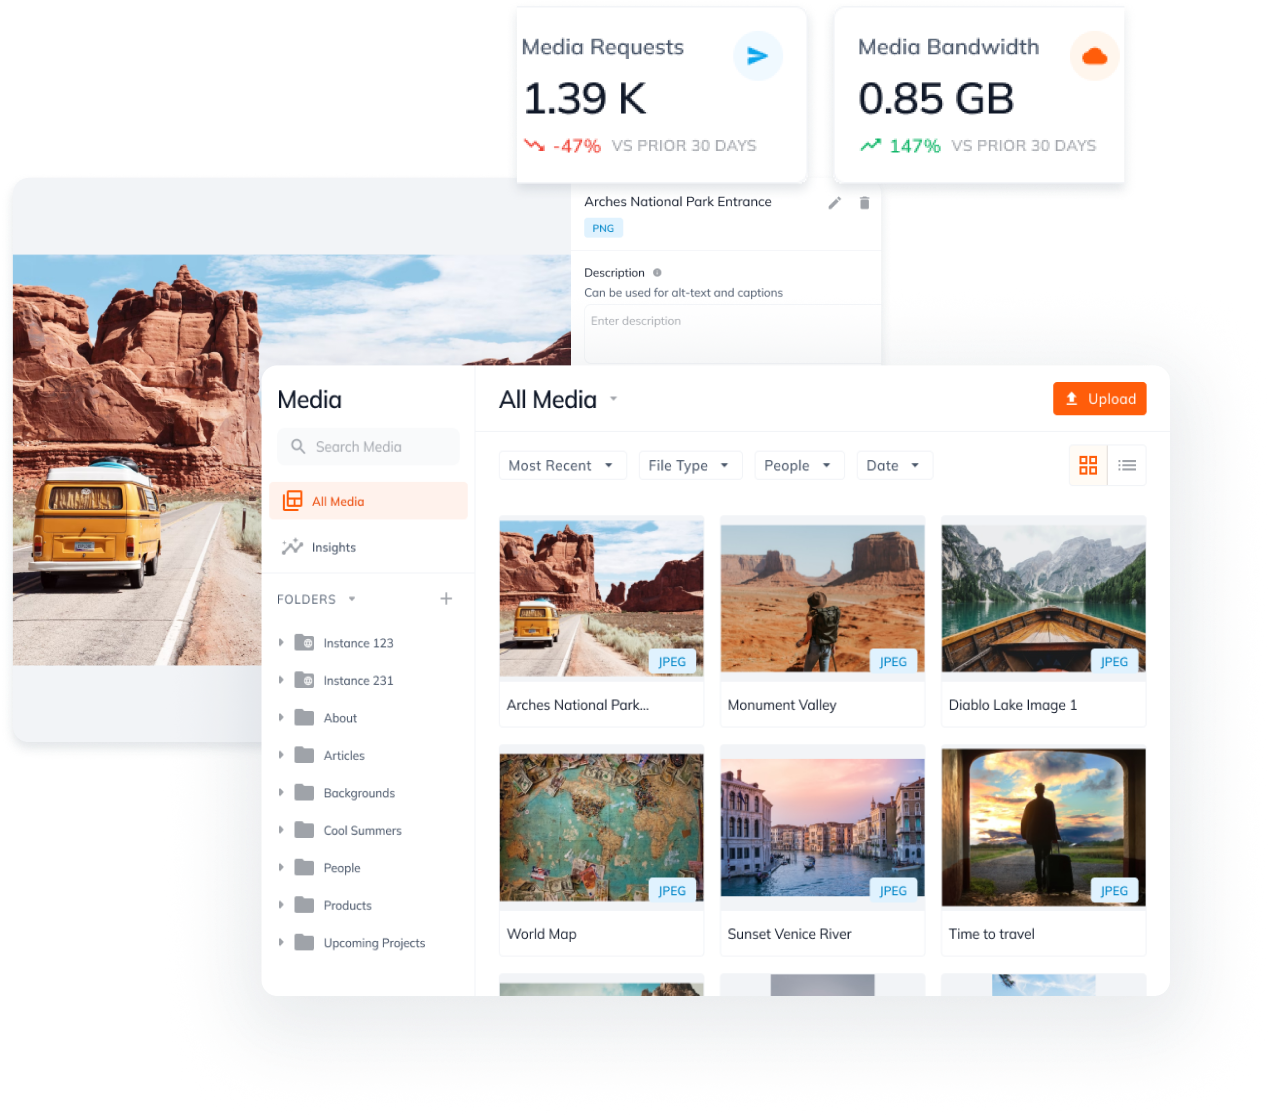 Media Requests
1.39 K
-47% VS PRIOR 30 DAYS
Media Bandwidth
0.85 GB
147% VS PRIOR 30 DAYS
Arches National Park Entrance
PNG
Description
Can be used for alt-text and captions
Enter description
Media
Search Media
All Media
Insights
FOLDERS
Instance 123
Instance 231
About
Articles
Backgrounds
Cool Summers
People
Products
Upcoming Projects
All Media
Upload
Most Recent
File Type
People
Date
JPEG
Arches National Park...
JPEG
Monument Valley
JPEG
Diablo Lake Image 1
JPEG
World Map
JPEG
Sunset Venice River
JPEG
Time to travel